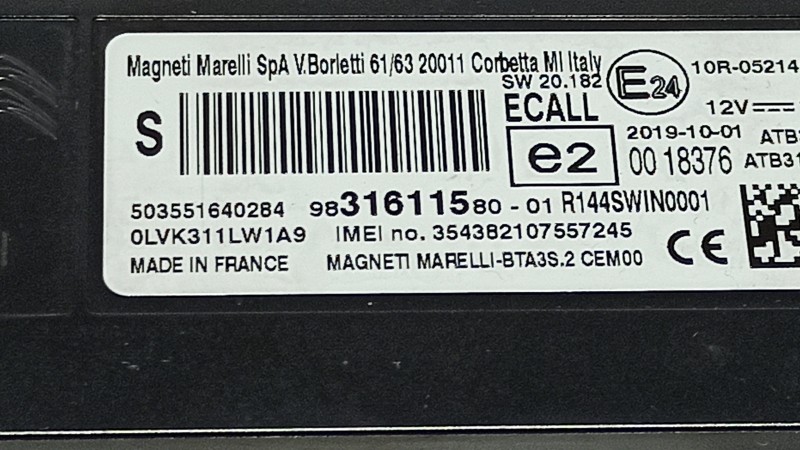 Magneti Marelli SpA V.Borletti 61/63 20011 Corbetta MI Italy
SW 20.182
E24
10R-05214
S
ECALL
12V
e2
2019-10-01
00 18376
503551640284 9831611580-01 R144SWIN0001
0LVK311LW1A9 IMEI no. 354382107557245
CE
MADE IN FRANCE MAGNETI MARELLI-BTA3S.2 CEM00